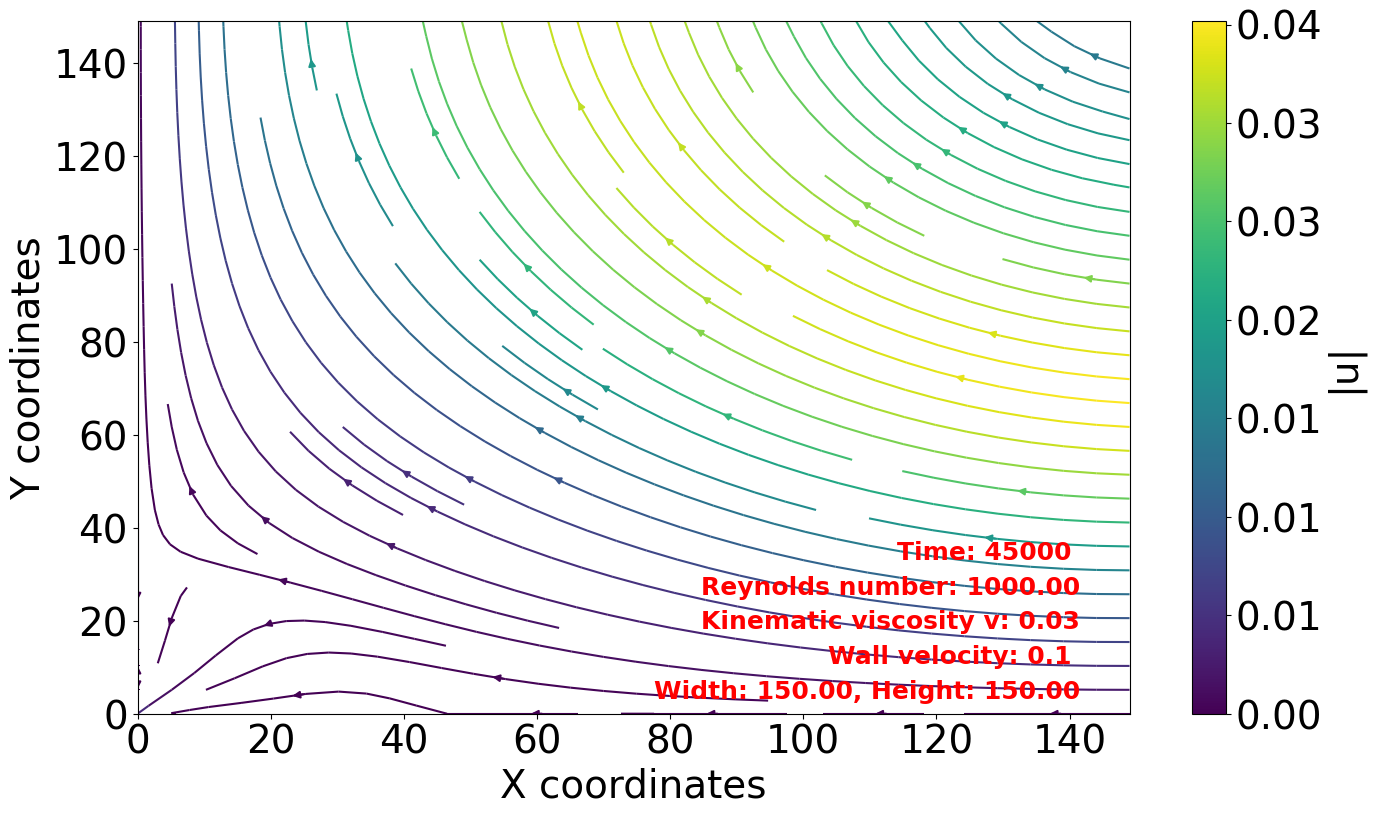 140
120
100
80
60
40
20
0
Y coordinates
0 20 40 60 80 100 120 140
X coordinates
Time: 45000
Reynolds number: 1000.00
Kinematic viscosity v: 0.03
Wall velocity: 0.1
Width: 150.00, Height: 150.00
0.04
0.03
0.03
0.02
0.01
0.01
0.01
0.00
|u|